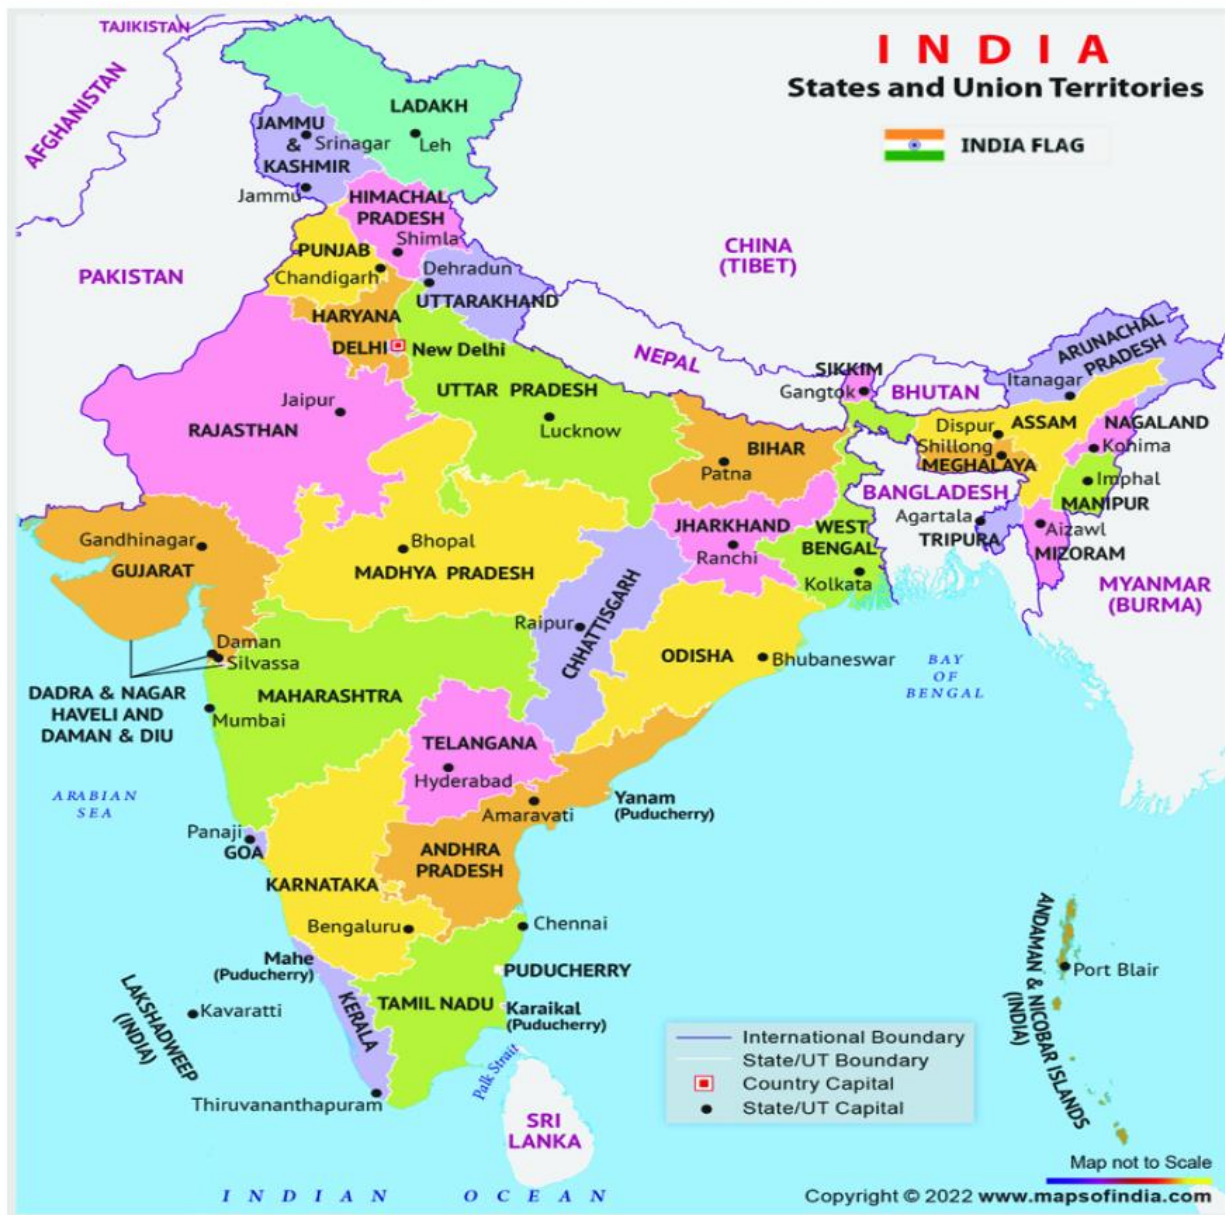 TAJIKISTAN
AFGHANISTAN
I N D I A
States and Union Territories
INDIA FLAG
LADAKH
Leh
JAMMU
&
KASHMIR
Srinagar
Jammu
HIMACHAL
PRADESH
Shimla
PUNJAB
Chandigarh
Dehradun
UTTARAKHAND
PAKISTAN
CHINA
(TIBET)
HARYANA
DELHI
New Delhi
NEPAL
UTTAR PRADESH
Lucknow
Jaipur
RAJASTHAN
SIKKIM
Gangtok
BHUTAN
ARUNACHAL
PRADESH
Itanagar
Dispur
ASSAM
NAGALAND
Kohima
Shillong
MEGHALAYA
Imphal
MANIPUR
BIHAR
Patna
BANGLADESH
Agartala
TRIPURA
Aizawl
MIZORAM
MYANMAR
(BURMA)
JHARKHAND
Ranchi
WEST
BENGAL
Kolkata
Gandhinagar
GUJARAT
Bhopal
MADHYA PRADESH
CHHATTISGARH
Raipur
ODISHA
Bhubaneswar
BAY
OF
BENGAL
Daman
Silvassa
DADRA & NAGAR
HAVELI AND
DAMAN & DIU
MAHARASHTRA
Mumbai
TELANGANA
Hyderabad
ARABIAN
SEA
Amaravati
Yanam
(Puducherry)
Panaji
GOA
ANDHRA
PRADESH
KARNATAKA
Bengaluru
Chennai
Mahe
(Puducherry)
PUDUCHERRY
KERALA
TAMIL NADU
Karaikal
(Puducherry)
LAKSHADWEEP
(INDIA)
Kavaratti
Thiruvananthapuram
Palk Strait
SRI
LANKA
ANDAMAN & NICOBAR ISLANDS
(INDIA)
Port Blair
International Boundary
State/UT Boundary
Country Capital
State/UT Capital
I N D I A N O C E A N
Map not to Scale
Copyright © 2022 www.mapsofindia.com